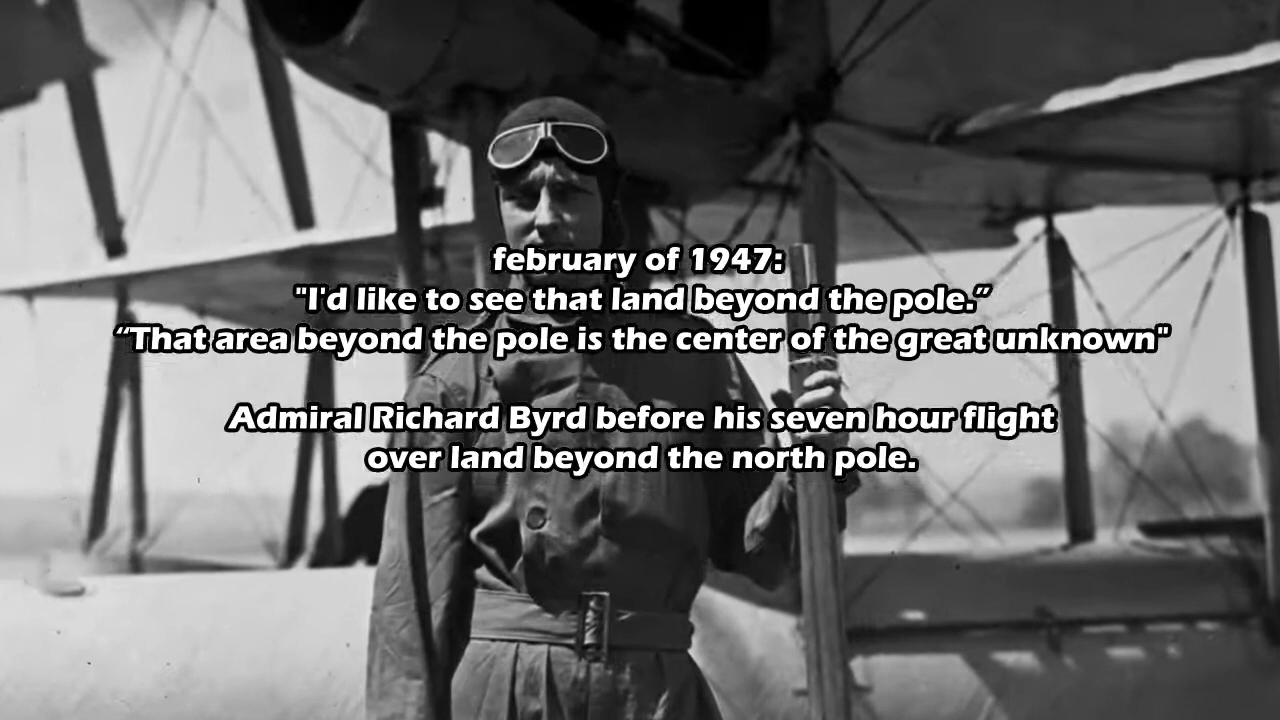 february of 1947:
"I'd like to see that land beyond the pole.”
“That area beyond the pole is the center of the great unknown"
Admiral Richard Byrd before his seven hour flight
over land beyond the north pole.